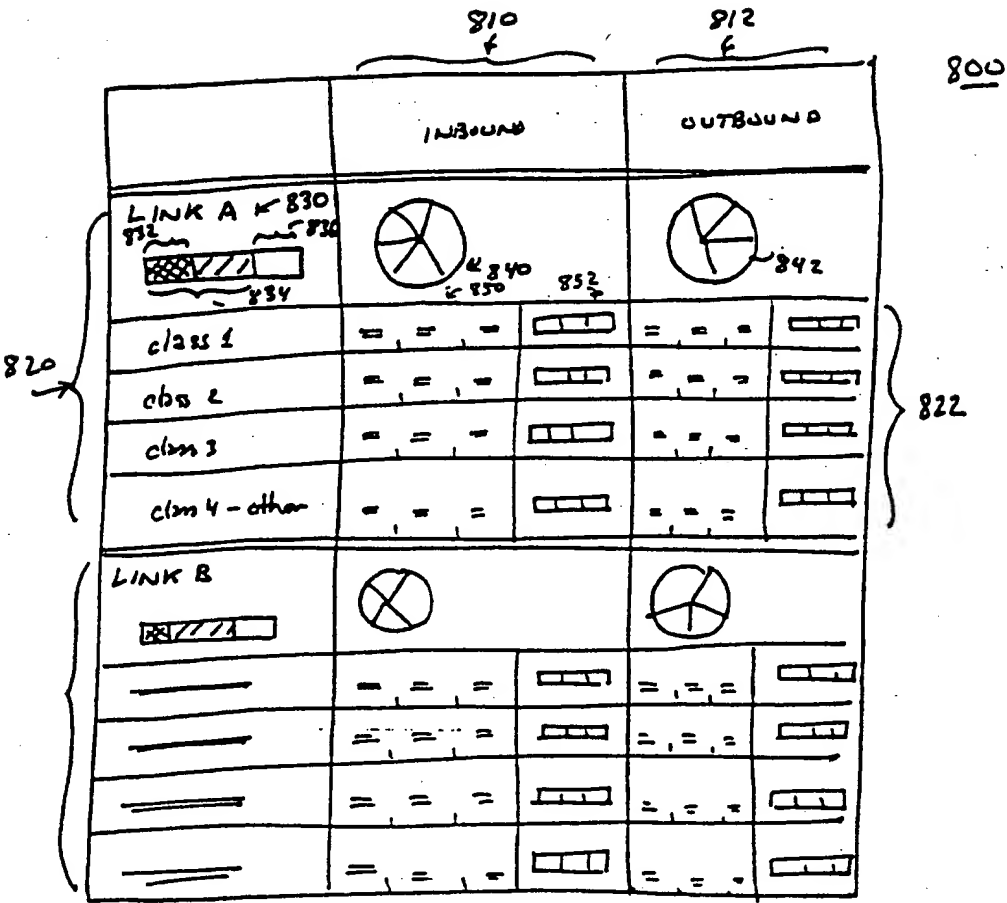 810 812
800
INBOUND OUTBOUND
LINK A 830
832 836
840 842
850 852
834
class 1
820
class 2
822
class 3
class 4 - other
LINK B